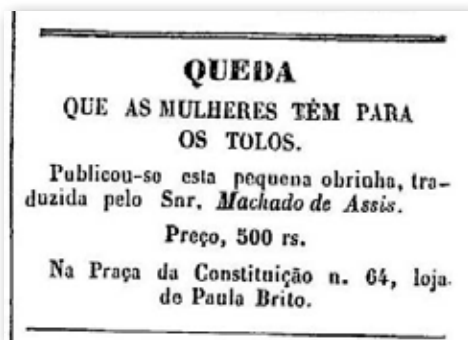 QUEDA
QUE AS MULHERES TÊM PARA
OS TOLOS.
Publicou-se esta pequena obrinha, tra-
duzida pelo Snr. Machado de Assis.
Preço, 500 rs.
Na Praça da Constituição n. 64, loja
de Paula Brito.